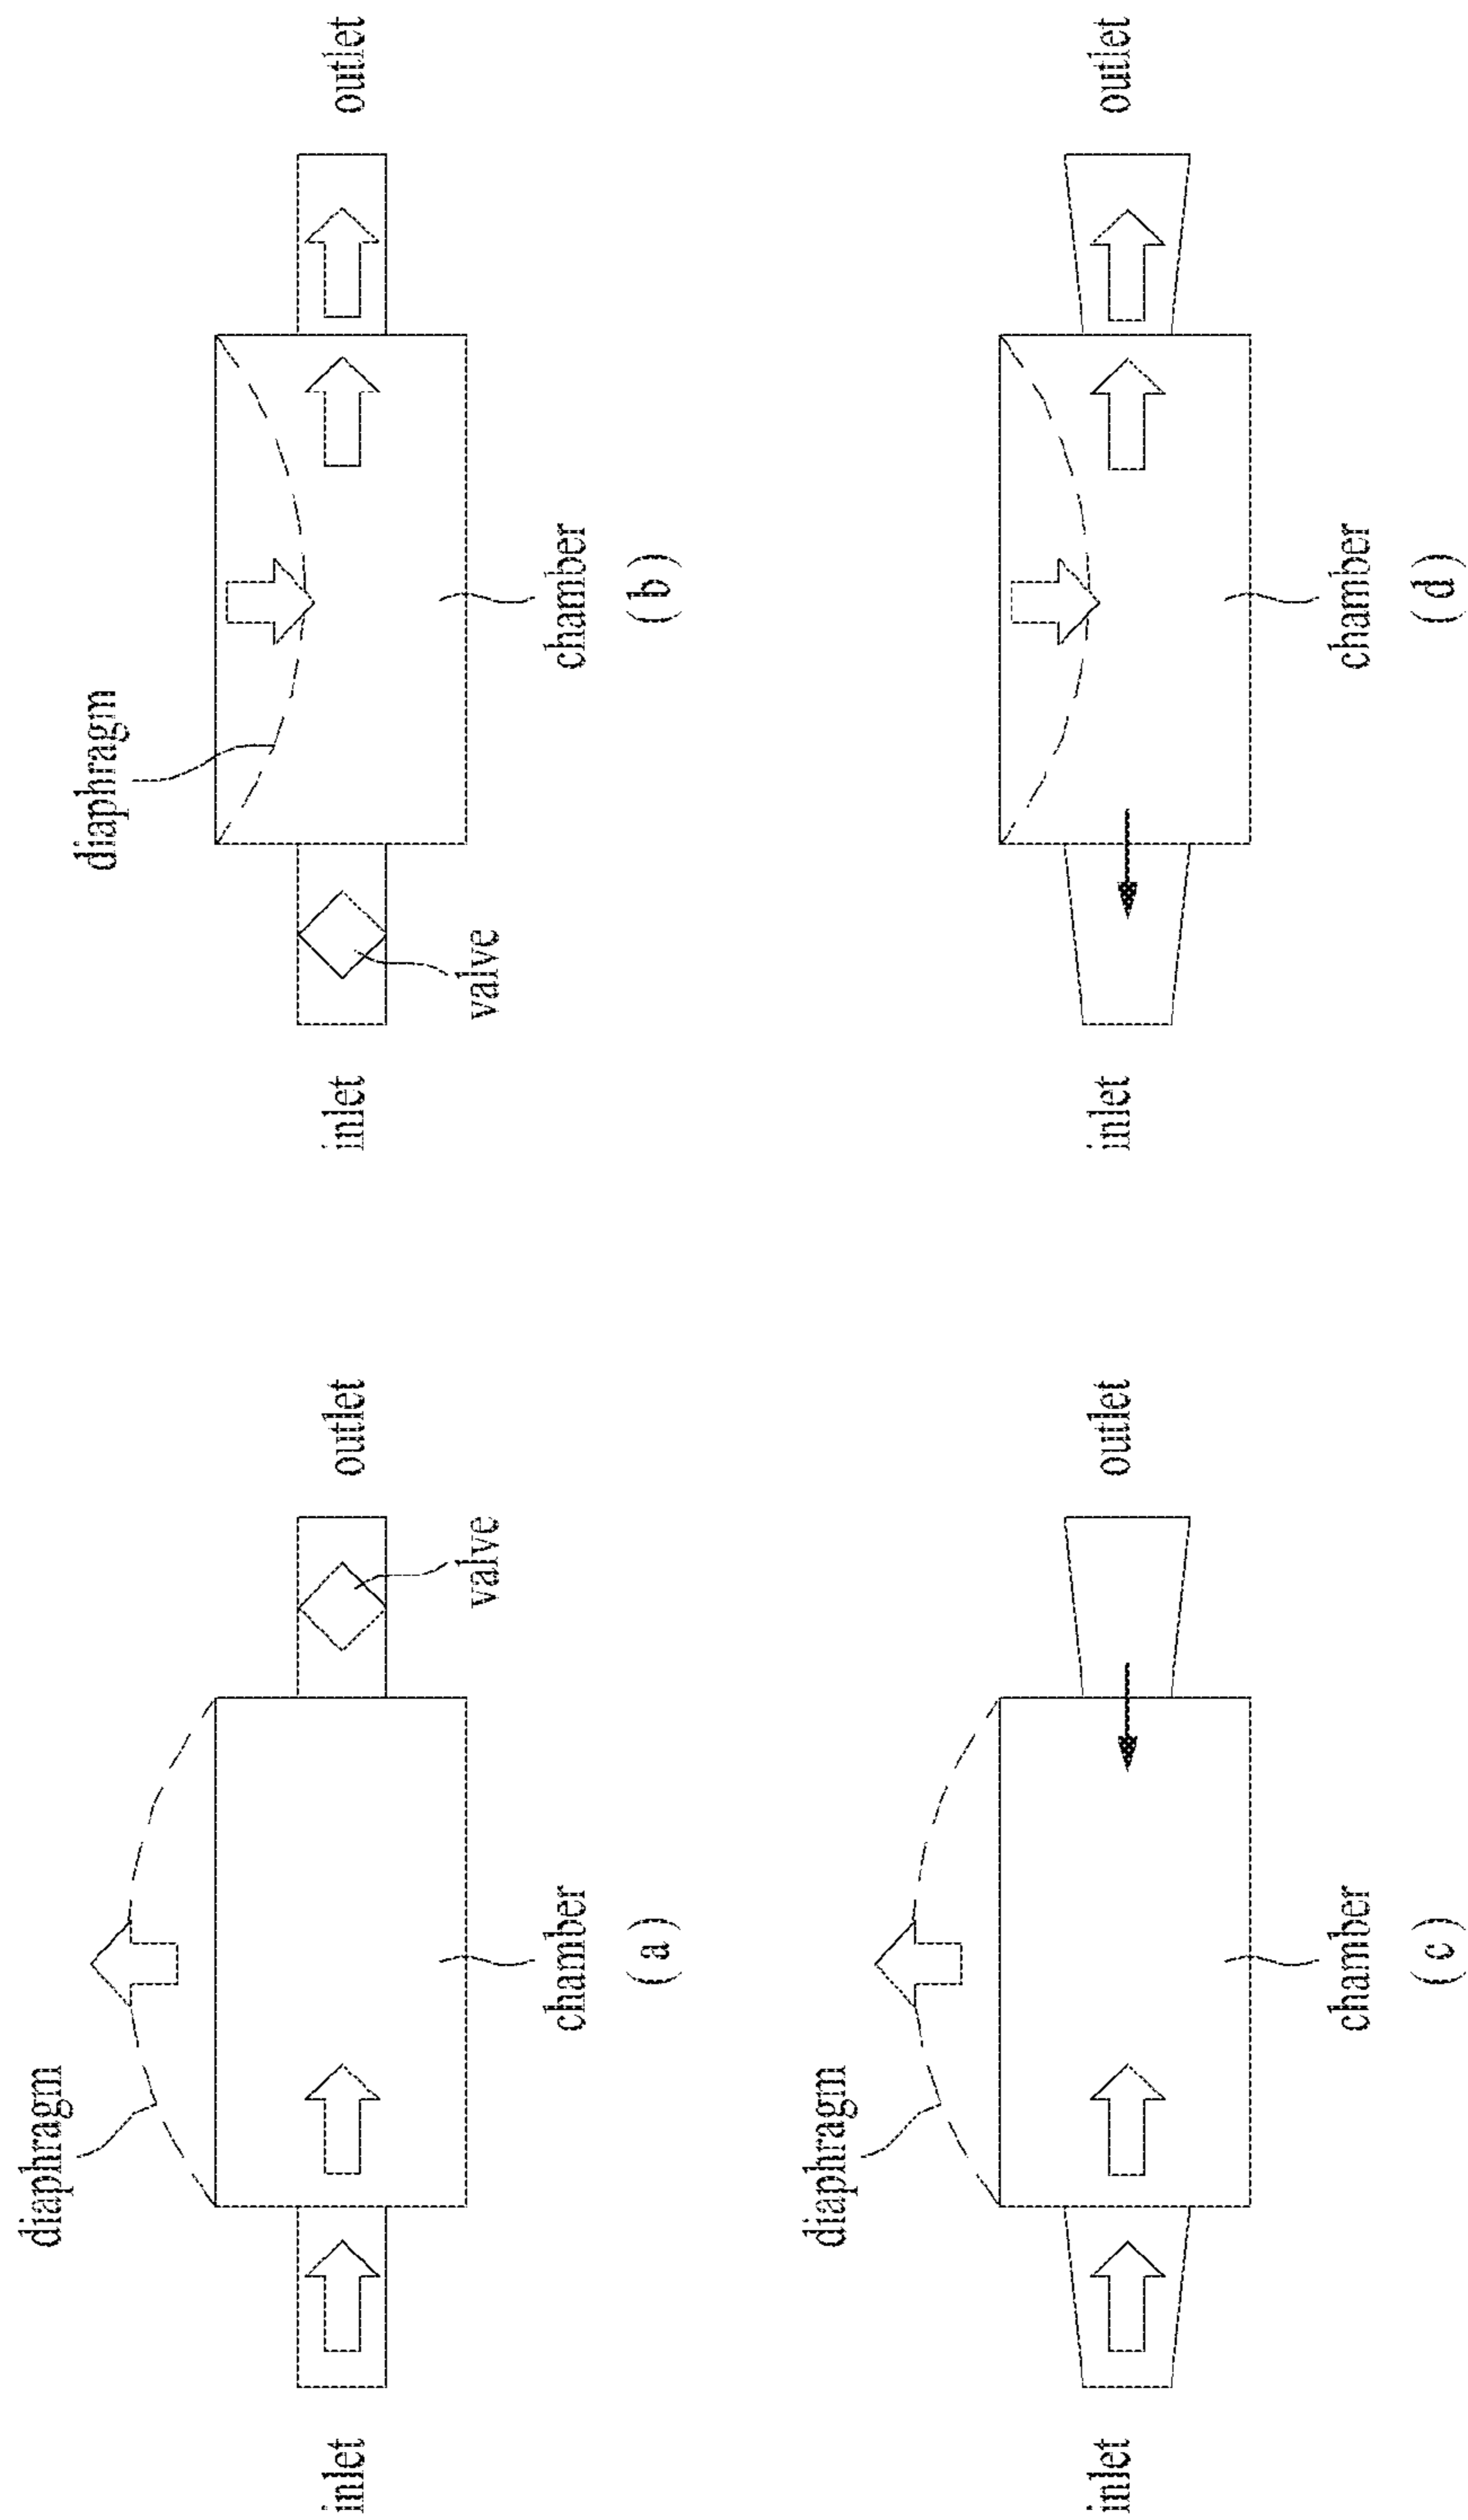 diaphragm
inlet
outlet
valve
chamber
(a)
diaphragm
inlet
outlet
valve
chamber
(b)
diaphragm
inlet
outlet
chamber
(c)
inlet
outlet
chamber
(d)